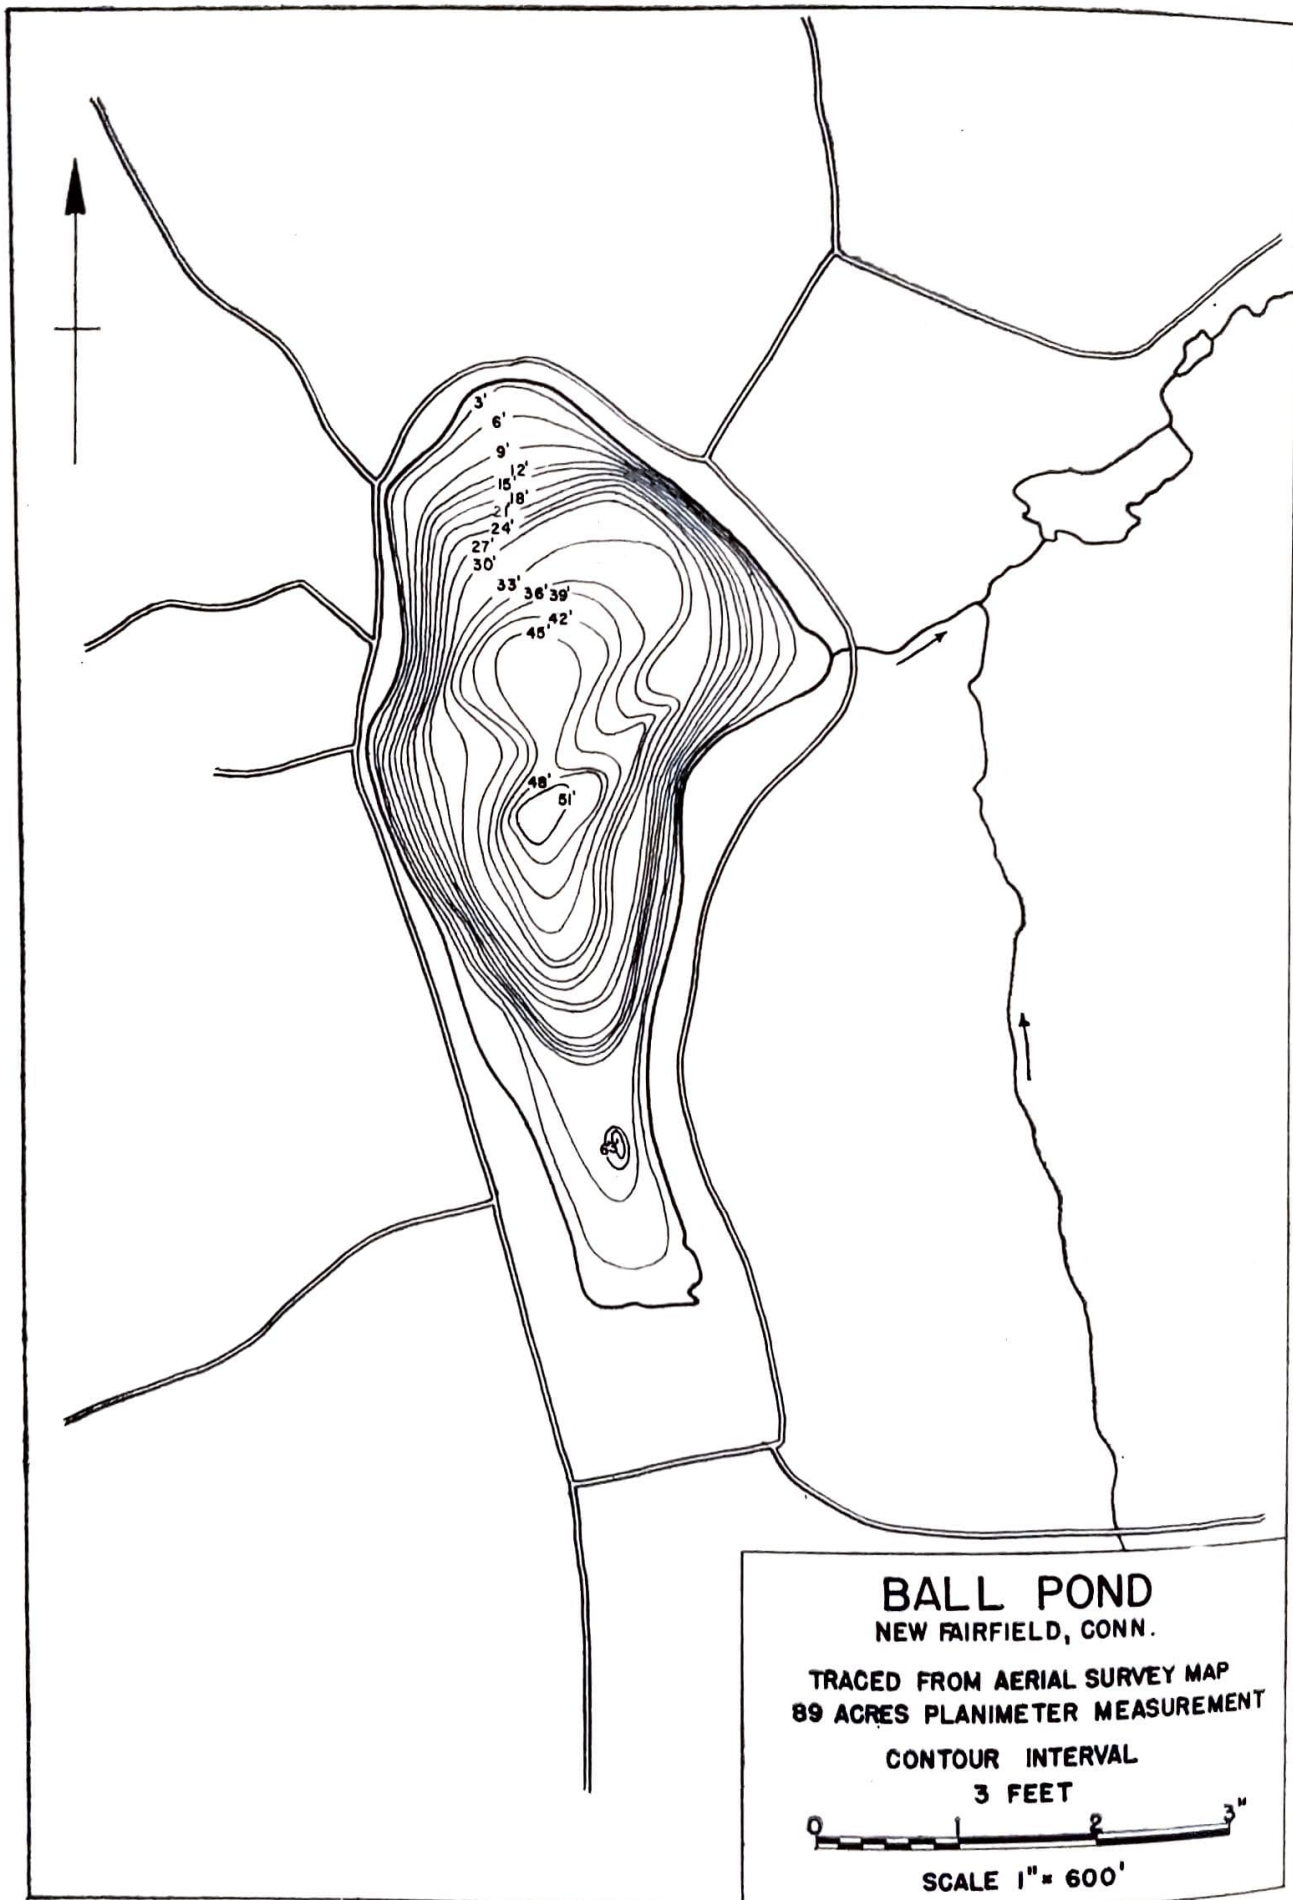 3'
6'
9'
12'
15'
18'
21'
24'
27'
30'
33'
36' 39'
42'
45'
48'
51'
63'
BALL POND
NEW FAIRFIELD, CONN.
TRACED FROM AERIAL SURVEY MAP
89 ACRES PLANIMETER MEASUREMENT
CONTOUR INTERVAL
3 FEET
0 1 2 3"
SCALE 1" = 600'